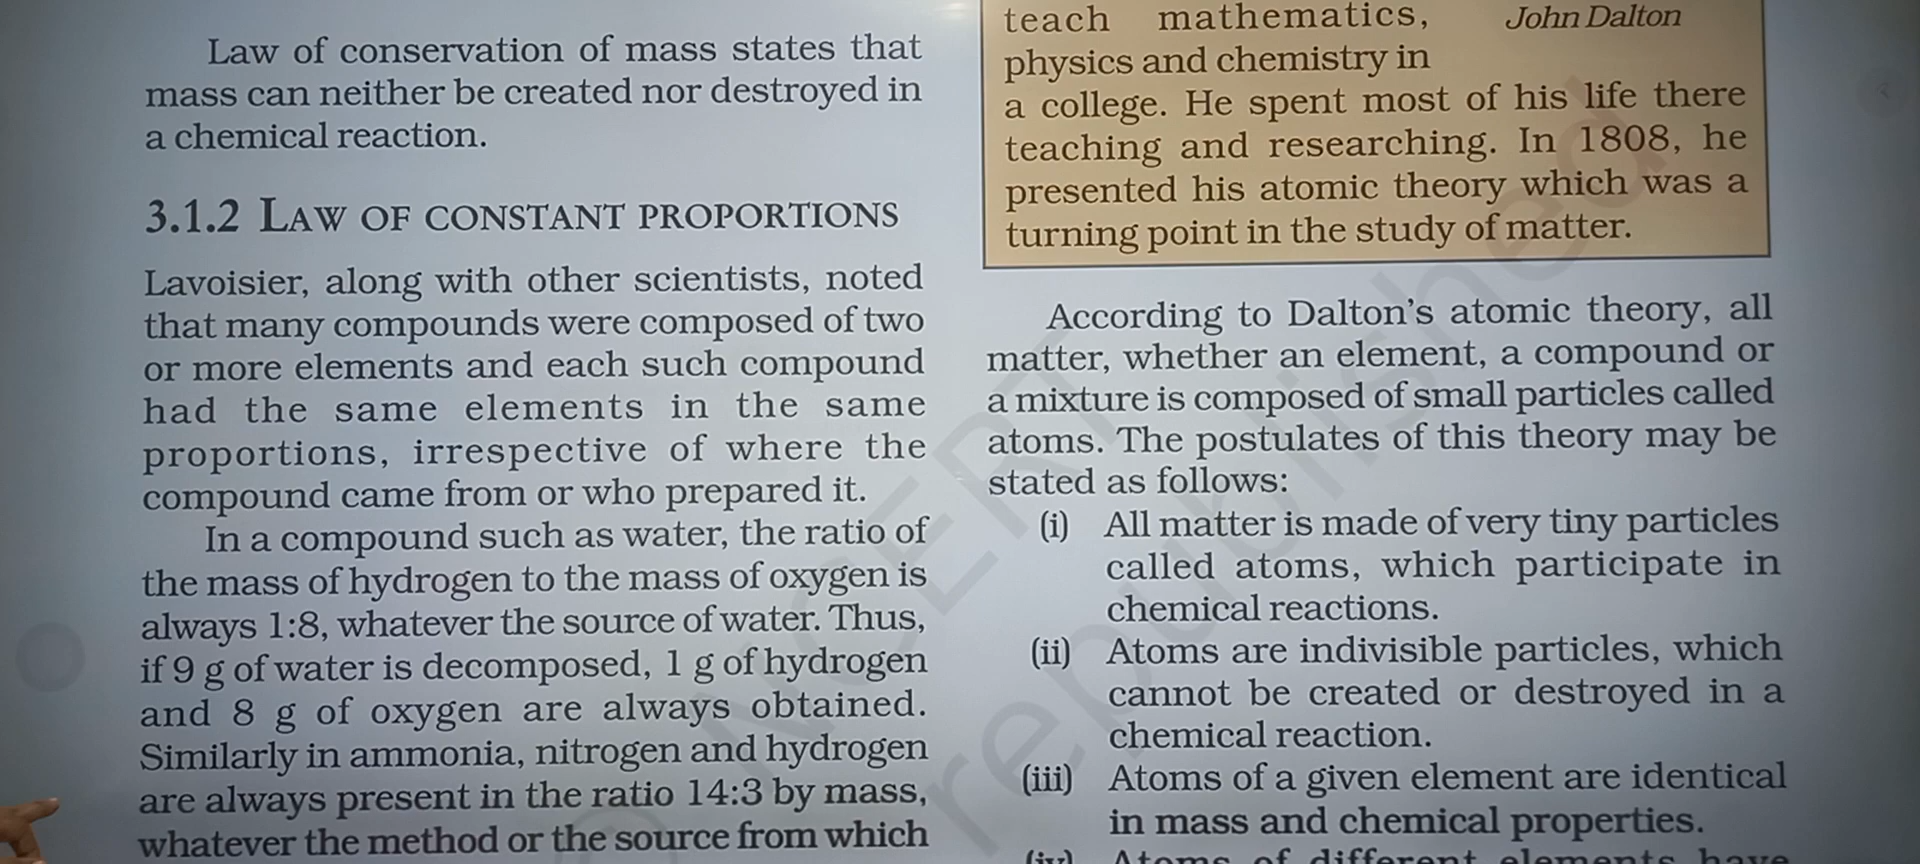 Law of conservation of mass states that
mass can neither be created nor destroyed in
a chemical reaction.
3.1.2 LAW OF CONSTANT PROPORTIONS
Lavoisier, along with other scientists, noted
that many compounds were composed of two
or more elements and each such compound
had the same elements in the same
proportions, irrespective of where the
compound came from or who prepared it.
In a compound such as water, the ratio of
the mass of hydrogen to the mass of oxygen is
always 1:8, whatever the source of water. Thus,
if 9 g of water is decomposed, 1 g of hydrogen
and 8 g of oxygen are always obtained.
Similarly in ammonia, nitrogen and hydrogen
are always present in the ratio 14:3 by mass,
whatever the method or the source from which
teach mathematics,
John Dalton
physics and chemistry in
a college. He spent most of his life there
teaching and researching. In 1808, he
presented his atomic theory which was a
turning point in the study of matter.
According to Dalton's atomic theory, all
matter, whether an element, a compound or
a mixture is composed of small particles called
atoms. The postulates of this theory may be
stated as follows:
(i) All matter is made of very tiny particles
called atoms, which participate in
chemical reactions.
(ii) Atoms are indivisible particles, which
cannot be created or destroyed in a
chemical reaction.
(iii) Atoms of a given element are identical
in mass and chemical properties.
(iv) Atoms of different elements have
© NCERT
republished